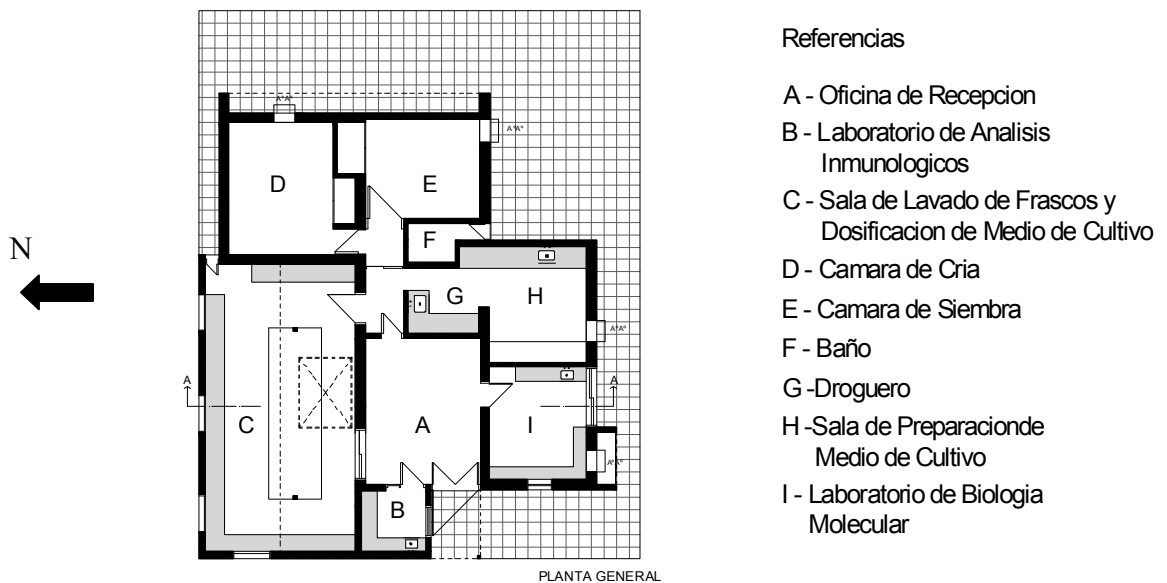 Referencias
A - Oficina de Recepcion
B - Laboratorio de Analisis
Inmunologicos
C - Sala de Lavado de Frascos y
Dosificacion de Medio de Cultivo
D - Camara de Cria
E - Camara de Siembra
F - Baño
G -Droguero
H -Sala de Preparacionde
Medio de Cultivo
I - Laboratorio de Biologia
Molecular
N
A°A°
A°A°
D
E
F
G
H
A°A°
A
A
C
A
I
A°A°
B
PLANTA GENERAL